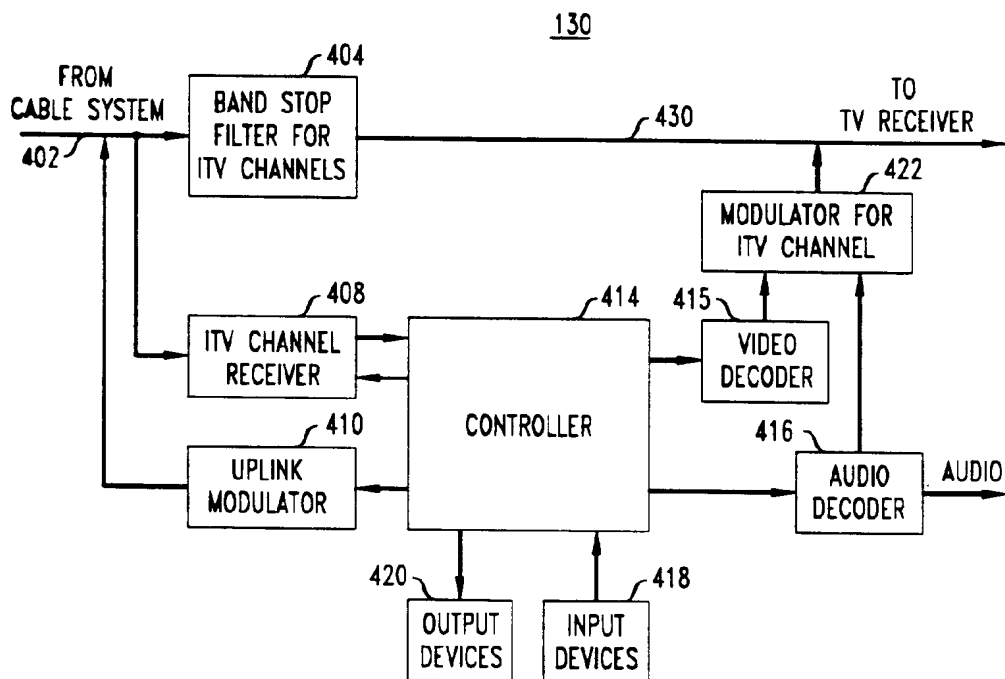 130
404
FROM
CABLE SYSTEM
402
BAND STOP
FILTER FOR
ITV CHANNELS
430
TO
TV RECEIVER
422
MODULATOR FOR
ITV CHANNEL
408
ITV CHANNEL
RECEIVER
414
CONTROLLER
415
VIDEO
DECODER
410
UPLINK
MODULATOR
416
AUDIO
DECODER
AUDIO
420
OUTPUT
DEVICES
418
INPUT
DEVICES